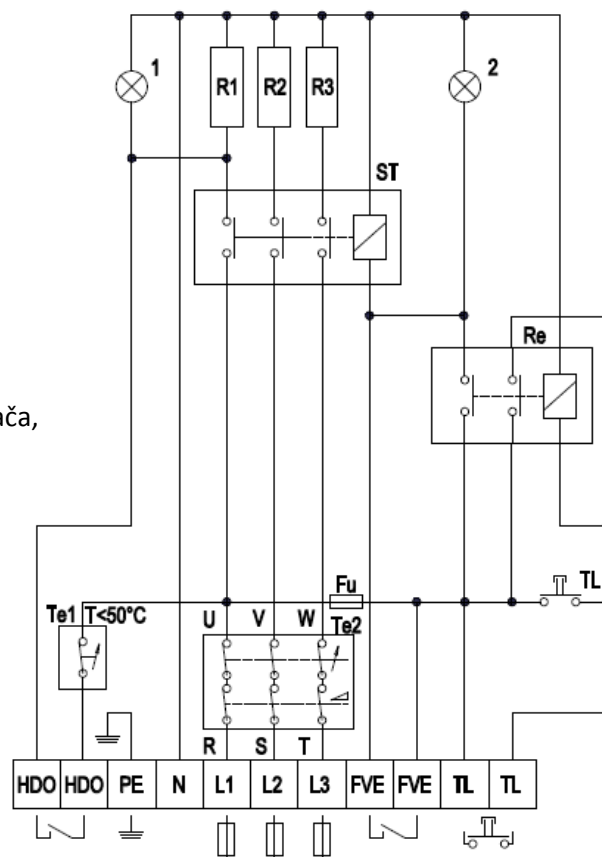 1
2
R1 R2 R3
ST
Re
ača,
TL
Fu
Te1 T<50°C
U V W
Te2
R S T
HDO HDO PE N L1 L2 L3 FVE FVE TL TL